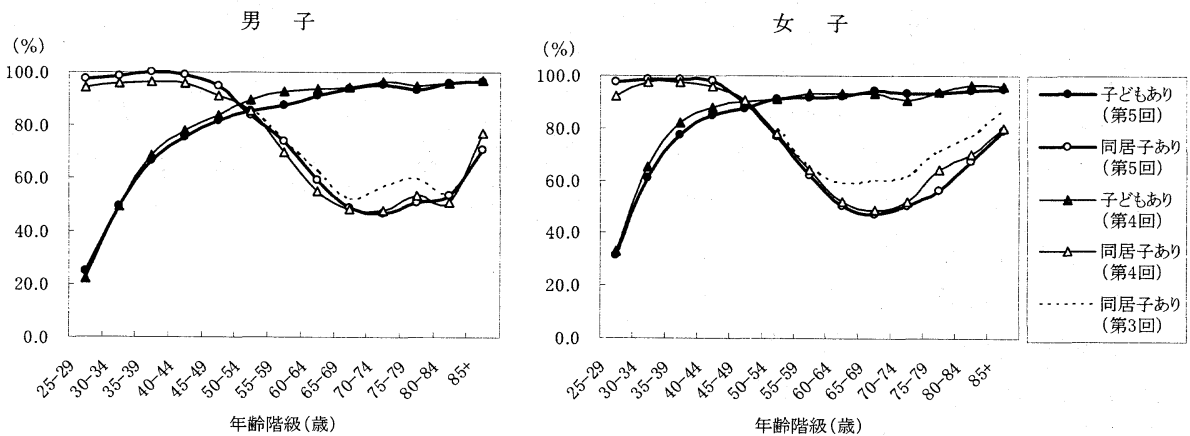 男 子
(%)
100.0
80.0
60.0
40.0
20.0
0.0
25-29
30-34
35-39
40-44
45-49
50-54
55-59
60-64
65-69
70-74
75-79
80-84
85+
年齢階級(歳)
女 子
(%)
100.0
80.0
60.0
40.0
20.0
0.0
25-29
30-34
35-39
40-44
45-49
50-54
55-59
60-64
65-69
70-74
75-79
80-84
85+
年齢階級(歳)
子どもあり
(第5回)
同居子あり
(第5回)
子どもあり
(第4回)
同居子あり
(第4回)
同居子あり
(第3回)